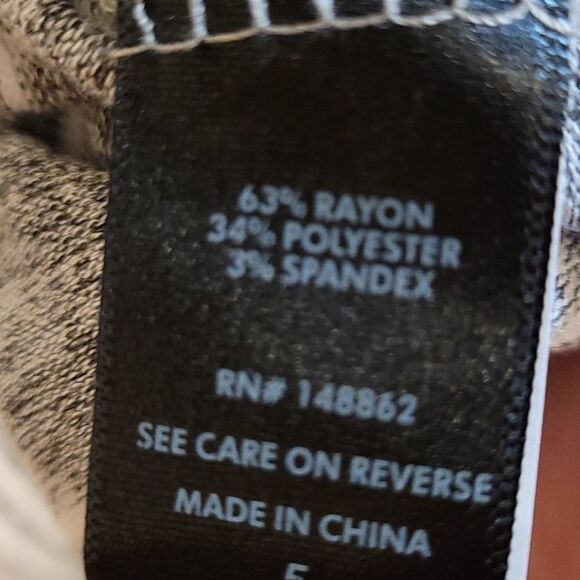 63% RAYON
34% POLYESTER
3% SPANDEX
RN# 148862
SEE CARE ON REVERSE
MADE IN CHINA